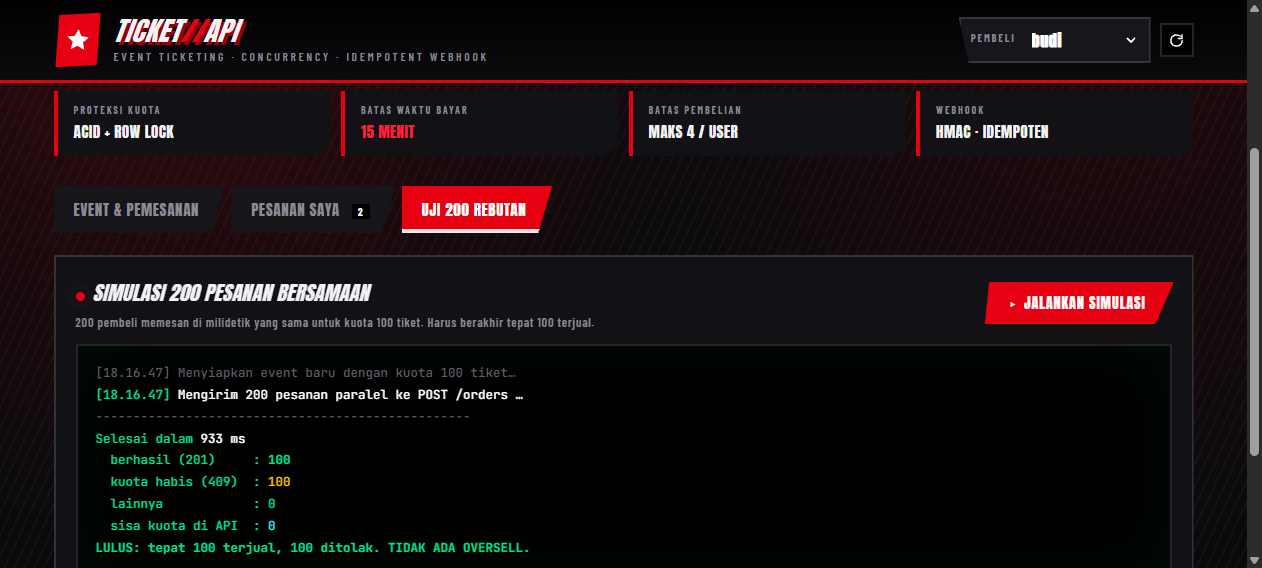 TICKET//API
EVENT TICKETING · CONCURRENCY · IDEMPOTENT WEBHOOK
PEMBELI budi
PROTEKSI KUOTA
ACID + ROW LOCK
BATAS WAKTU BAYAR
15 MENIT
BATAS PEMBELIAN
MAKS 4 / USER
WEBHOOK
HMAC · IDEMPOTEN
EVENT & PEMESANAN
PESANAN SAYA 2
UJI 200 REBUTAN
SIMULASI 200 PESANAN BERSAMAAN
200 pembeli memesan di milidetik yang sama untuk kuota 100 tiket. Harus berakhir tepat 100 terjual.
► JALANKAN SIMULASI
[18.16.47] Menyiapkan event baru dengan kuota 100 tiket…
[18.16.47] Mengirim 200 pesanan paralel ke POST /orders …
--------------------------------------------------
Selesai dalam 933 ms
berhasil (201) : 100
kuota habis (409) : 100
lainnya : 0
sisa kuota di API : 0
LULUS: tepat 100 terjual, 100 ditolak. TIDAK ADA OVERSELL.